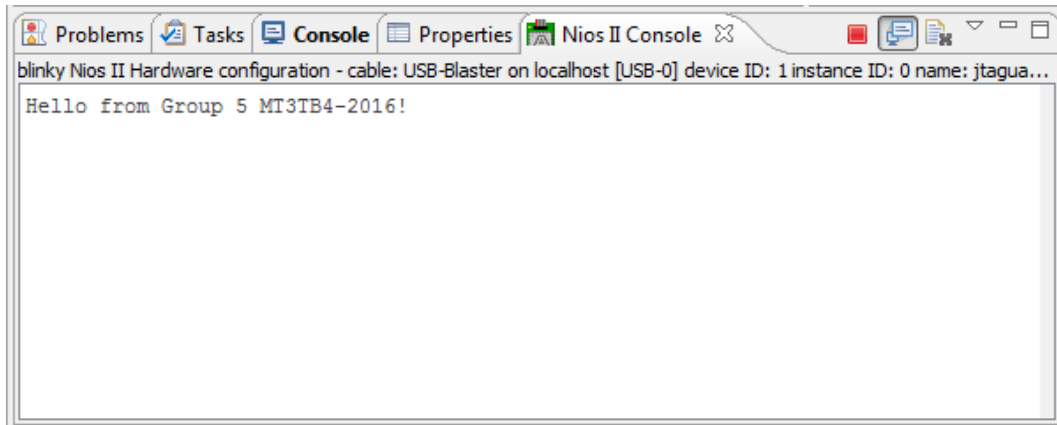 Problems Tasks Console Properties Nios II Console
blinky Nios II Hardware configuration - cable: USB-Blaster on localhost [USB-0] device ID: 1 instance ID: 0 name: jtagua...
Hello from Group 5 MT3TB4-2016!